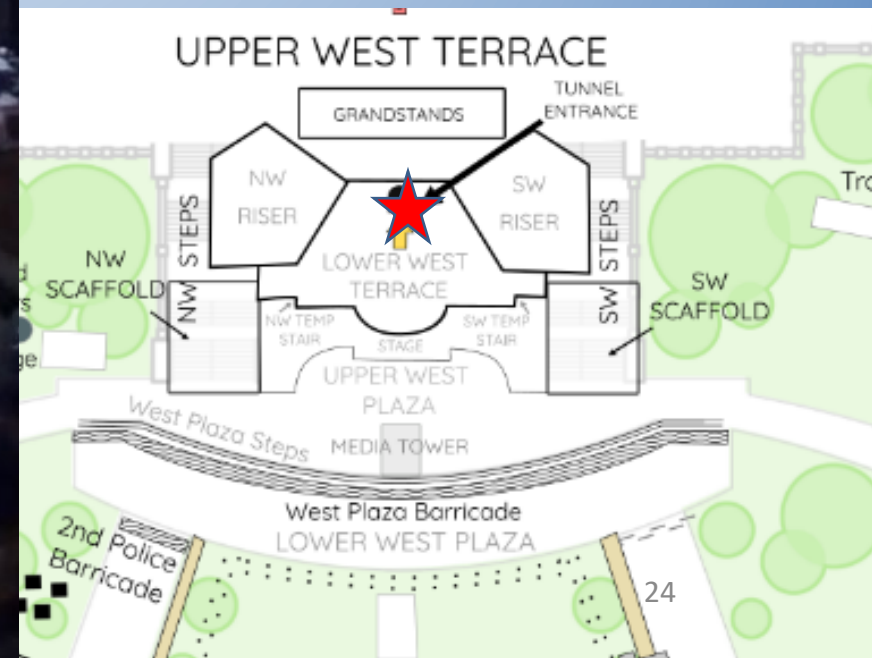 UPPER WEST TERRACE
TUNNEL
ENTRANCE
GRANDSTANDS
NW
RISER
SW
RISER
NW STEPS
SW STEPS
LOWER WEST
TERRACE
NW
SCAFFOLD
SW
SCAFFOLD
NW TEMP
STAIR
SW TEMP
STAIR
STAGE
UPPER WEST
PLAZA
West Plaza Steps
MEDIA TOWER
West Plaza Barricade
LOWER WEST PLAZA
2nd Police
Barricade
24